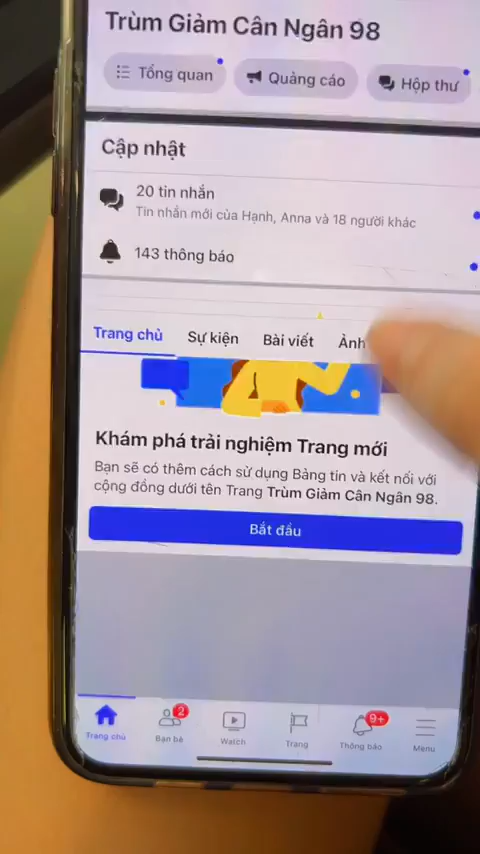 Trùm Giảm Cân Ngân 98
Tổng quan
Quảng cáo
Hộp thư
Cập nhật
20 tin nhắn
Tin nhắn mới của Hạnh, Anna và 18 người khác
143 thông báo
Trang chủ
Sự kiện
Bài viết
Ảnh
Khám phá trải nghiệm Trang mới
Bạn sẽ có thêm cách sử dụng Bảng tin và kết nối với
cộng đồng dưới tên Trang Trùm Giảm Cân Ngân 98.
Bắt đầu
2
9+
Trang chủ
Bạn bè
Watch
Trang
Thông báo
Menu